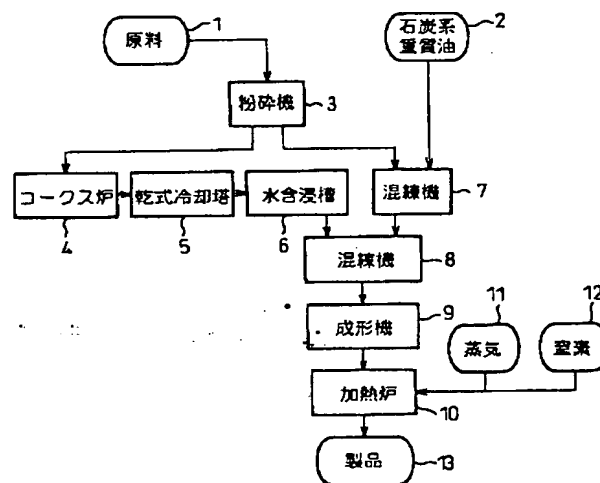 1
原料
2
石炭系
重質油
粉砕機
3
コークス炉
4
乾式冷却塔
5
水含浸槽
6
混練機
7
混練機
8
成形機
9
11
蒸気
12
窒素
加熱炉
10
製品
13